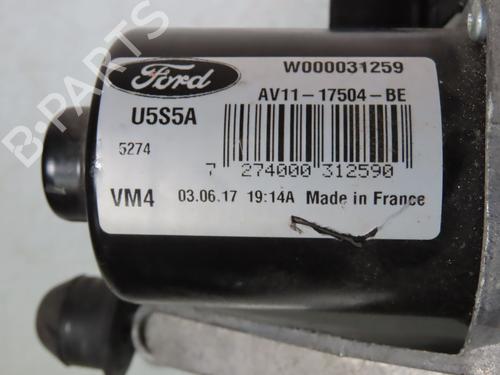 Ford
W000031259
AV11-17504-BE
U5S5A
5274
7 274000 312590
VM4 03.06.17 19:14A Made in France
B-PARTS